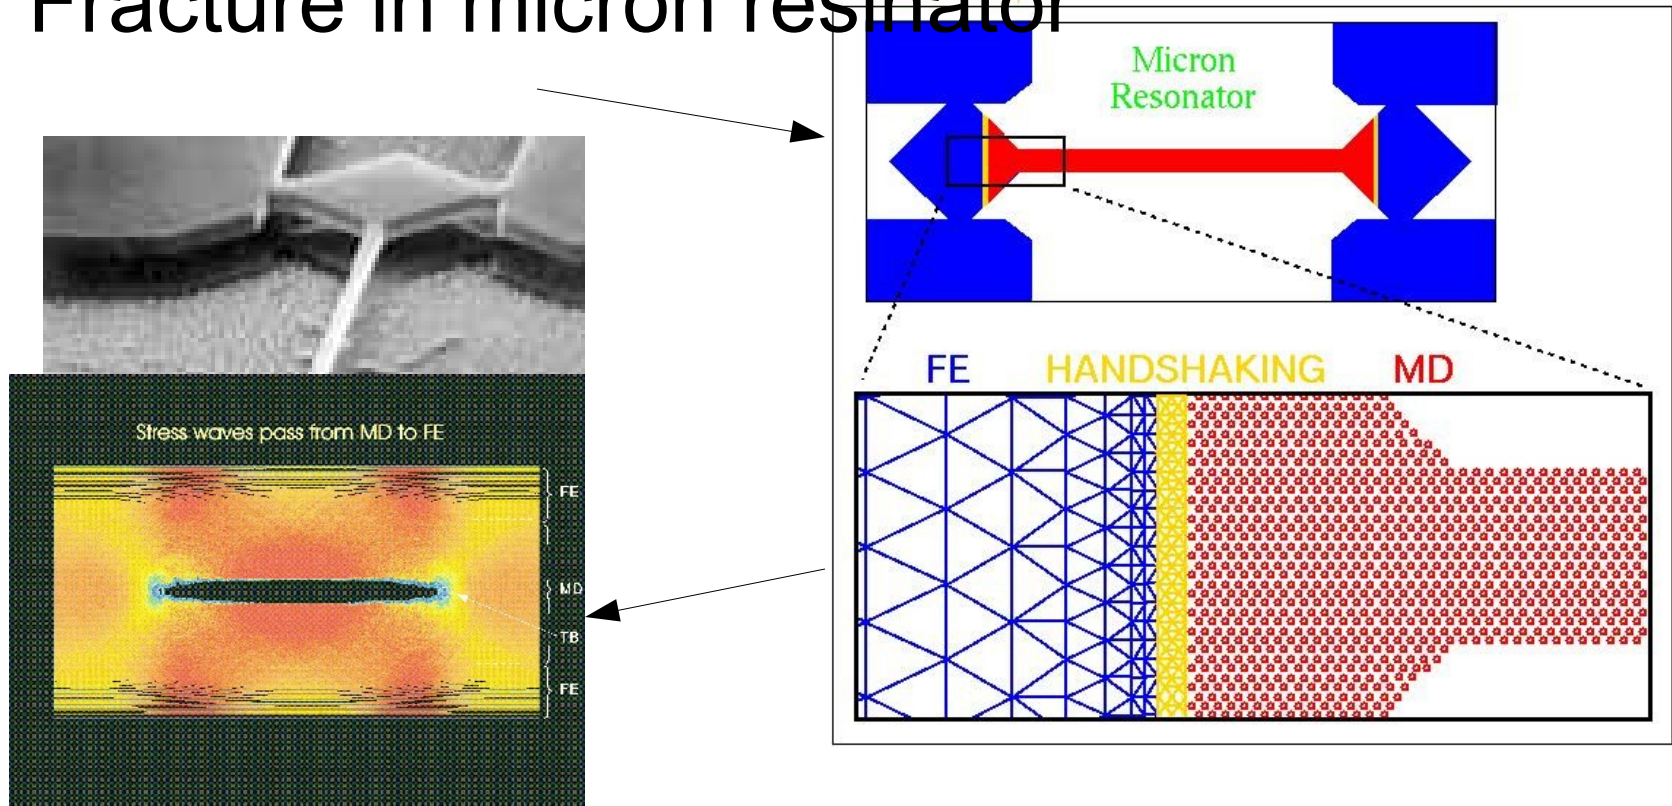 Fracture in micron resinator
Micron
Resonator
FE HANDSHAKING MD
Stress waves pass from MD to FE
FE
MD
TB
FE